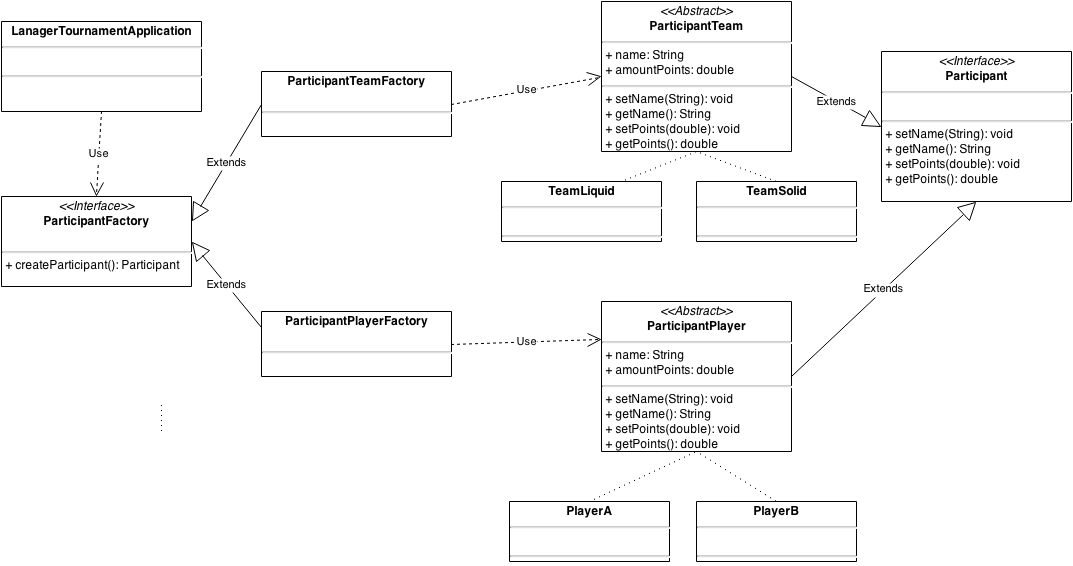 LanagerTournamentApplication
Use
<<Interface>>
ParticipantFactory
+ createParticipant(): Participant
Extends
Extends
ParticipantTeamFactory
Use
ParticipantPlayerFactory
Use
<<Abstract>>
ParticipantTeam
+ name: String
+ amountPoints: double
+ setName(String): void
+ getName(): String
+ setPoints(double): void
+ getPoints(): double
TeamLiquid
TeamSolid
Extends
<<Interface>>
Participant
+ setName(String): void
+ getName(): String
+ setPoints(double): void
+ getPoints(): double
Extends
<<Abstract>>
ParticipantPlayer
+ name: String
+ amountPoints: double
+ setName(String): void
+ getName(): String
+ setPoints(double): void
+ getPoints(): double
PlayerA
PlayerB